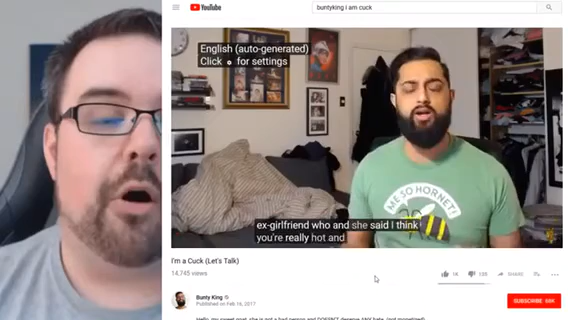 YouTube
buntyking i am cuck
English (auto-generated)
Click for settings
ME SO HORNET!
ex-girlfriend who and she said I think
you're really hot and
I'm a Cuck (Let's Talk)
14,745 views
1K
SHARE
Bunty King
Published on Feb 16, 2017
SUBSCRIBE